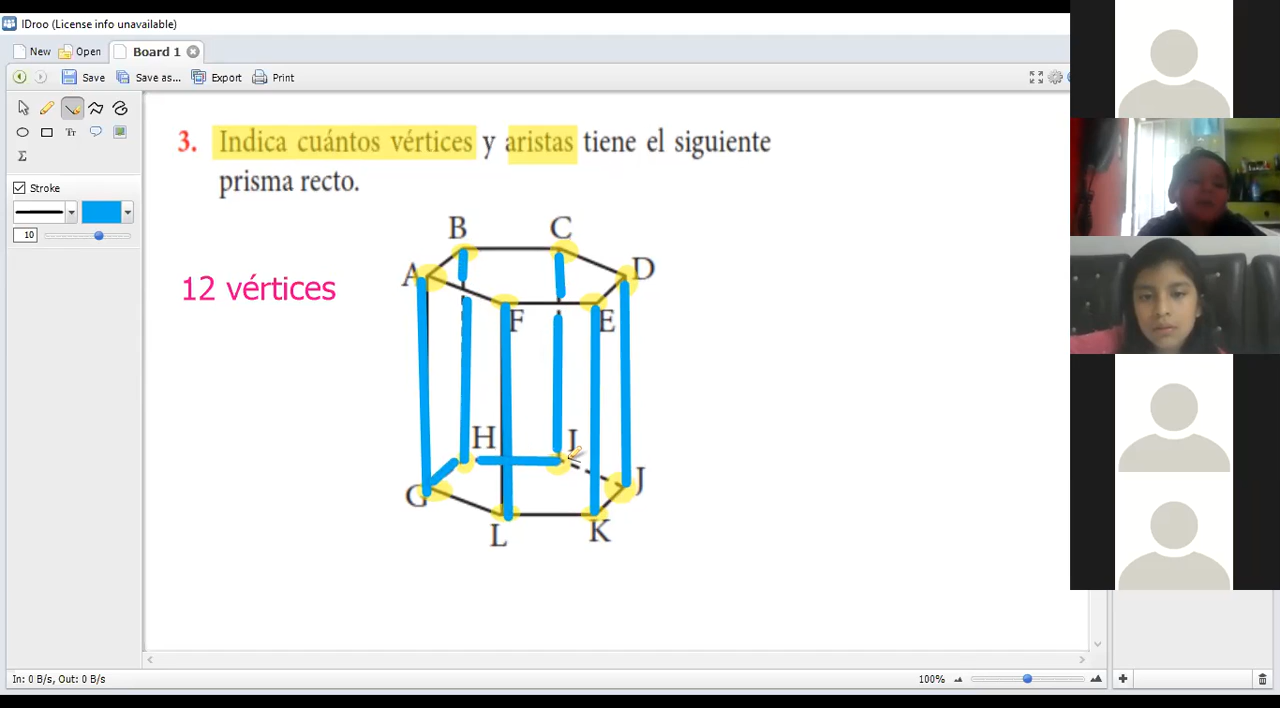 IDroo (License info unavailable)
New Open Board 1
Save Save as... Export Print
3. Indica cuántos vértices y aristas tiene el siguiente
prisma recto.
Tr
Σ
Stroke
10
B C
A D
12 vértices
F E
H I
G J
L K
In: 0 B/s, Out: 0 B/s 100%